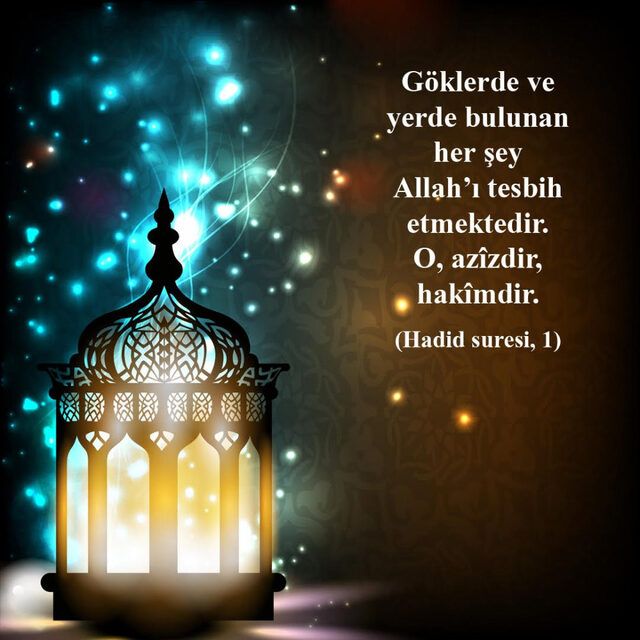 Göklerde ve
yerde bulunan
her şey
Allah’ı tesbih
etmektedir.
O, azîzdir,
hakîmdir.
(Hadid suresi, 1)